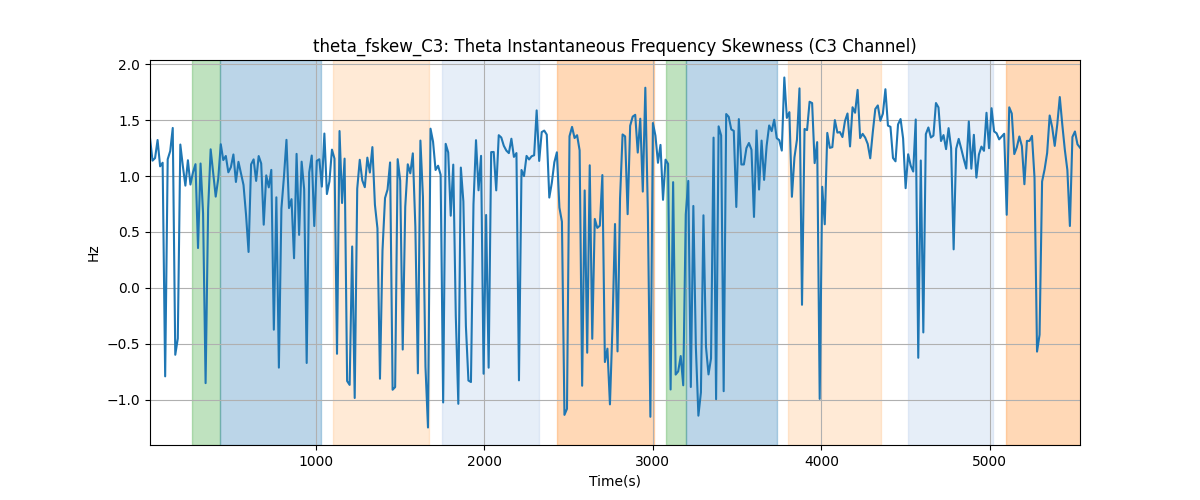 theta_fskew_C3: Theta Instantaneous Frequency Skewness (C3 Channel)
2.0
1.5
1.0
0.5
0.0
−0.5
−1.0
Hz
1000 2000 3000 4000 5000
Time(s)